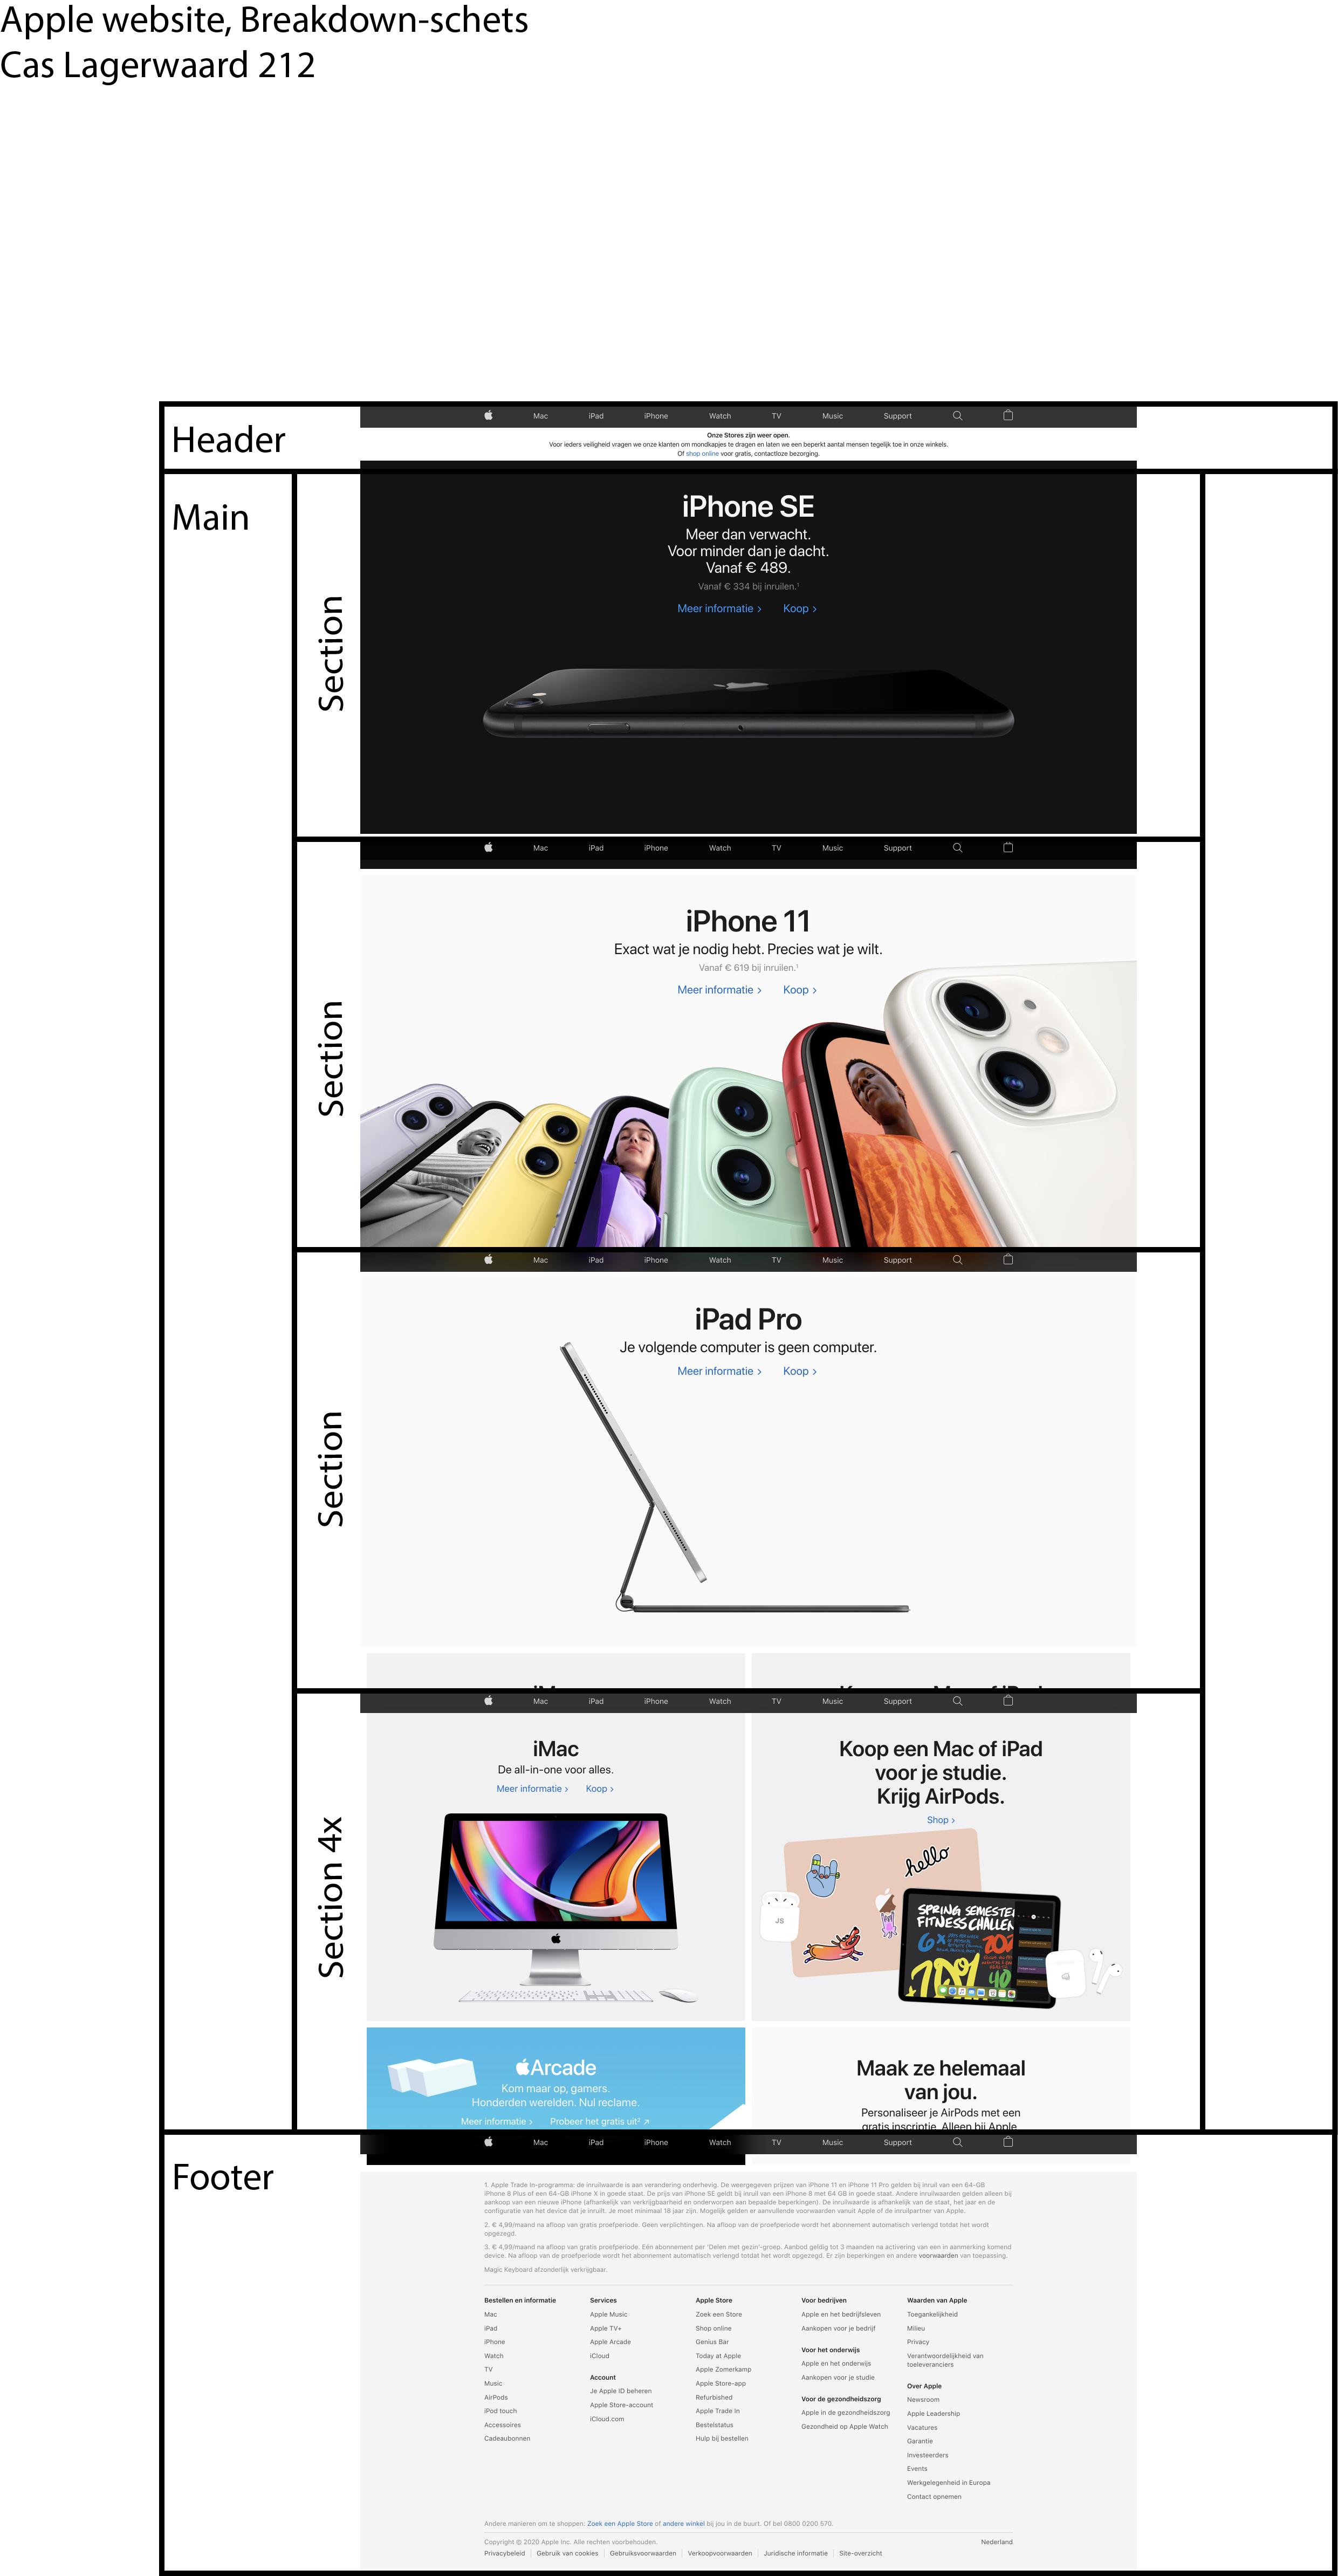 Apple website, Breakdown-schets
Cas Lagerwaard 212
Header
Mac iPad iPhone Watch TV Music Support
Onze Stores zijn weer open.
Voor ieders veiligheid vragen we onze klanten om mondkapjes te dragen en laten we een beperkt aantal mensen tegelijk toe in onze winkels.
Of shop online voor gratis, contactloze bezorging.
Main
Section
iPhone SE
Meer dan verwacht.
Voor minder dan je dacht.
Vanaf € 489.
Vanaf € 334 bij inruilen.¹
Meer informatie > Koop >
Section
Mac iPad iPhone Watch TV Music Support
iPhone 11
Exact wat je nodig hebt. Precies wat je wilt.
Vanaf € 619 bij inruilen.¹
Meer informatie > Koop >
Section
Mac iPad iPhone Watch TV Music Support
iPad Pro
Je volgende computer is geen computer.
Meer informatie > Koop >
Section 4x
Mac iPad iPhone Watch TV Music Support
iMac
De all-in-one voor alles.
Meer informatie > Koop >
Koop een Mac of iPad
voor je studie.
Krijg AirPods.
Shop >
hello
JS
SPRING SEMESTER
FITNESS CHALLEN
6X
Arcade
Kom maar op, gamers.
Honderden werelden. Nul reclame.
Meer informatie > Probeer het gratis uit² ↗
Maak ze helemaal
van jou.
Personaliseer je AirPods met een
gratis inscriptie. Alleen bij Apple.
Footer
Mac iPad iPhone Watch TV Music Support
1. Apple Trade In-programma: de inruilwaarde is aan verandering onderhevig. De weergegeven prijzen van iPhone 11 en iPhone 11 Pro gelden bij inruil van een 64-GB
iPhone 8 Plus of een 64-GB iPhone X in goede staat. De prijs van iPhone SE geldt bij inruil van een iPhone 8 met 64 GB in goede staat. Andere inruilwaarden gelden alleen bij
aankoop van een nieuwe iPhone (afhankelijk van verkrijgbaarheid en onderworpen aan bepaalde beperkingen). De inruilwaarde is afhankelijk van de staat, het jaar en de
configuratie van het device dat je inruilt. Je moet minimaal 18 jaar zijn. Mogelijk gelden er aanvullende voorwaarden vanuit Apple of de inruilpartner van Apple.
2. € 4,99/maand na afloop van gratis proefperiode. Geen verplichtingen. Na afloop van de proefperiode wordt het abonnement automatisch verlengd totdat het wordt
opgezegd.
3. € 4,99/maand na afloop van gratis proefperiode. Eén abonnement per 'Delen met gezin'-groep. Aanbod geldig tot 3 maanden na activering van een in aanmerking komend
device. Na afloop van de proefperiode wordt het abonnement automatisch verlengd totdat het wordt opgezegd. Er zijn beperkingen en andere voorwaarden van toepassing.
Magic Keyboard afzonderlijk verkrijgbaar.
Bestellen en informatie
Mac
iPad
iPhone
Watch
TV
Music
AirPods
iPod touch
Accessoires
Cadeaubonnen
Services
Apple Music
Apple TV+
Apple Arcade
iCloud
Account
Je Apple ID beheren
Apple Store-account
iCloud.com
Apple Store
Zoek een Store
Shop online
Genius Bar
Today at Apple
Apple Zomerkamp
Apple Store-app
Refurbished
Apple Trade In
Bestelstatus
Hulp bij bestellen
Voor bedrijven
Apple en het bedrijfsleven
Aankopen voor je bedrijf
Voor het onderwijs
Apple en het onderwijs
Aankopen voor je studie
Voor de gezondheidszorg
Apple in de gezondheidszorg
Gezondheid op Apple Watch
Waarden van Apple
Toegankelijkheid
Milieu
Privacy
Verantwoordelijkheid van
toeleveranciers
Over Apple
Newsroom
Apple Leadership
Vacatures
Garantie
Investeerders
Events
Werkgelegenheid in Europa
Contact opnemen
Andere manieren om te shoppen: Zoek een Apple Store of andere winkel bij jou in de buurt. Of bel 0800 0200 570.
Copyright © 2020 Apple Inc. Alle rechten voorbehouden. Nederland
Privacybeleid | Gebruik van cookies | Gebruiksvoorwaarden | Verkoopvoorwaarden | Juridische informatie | Site-overzicht